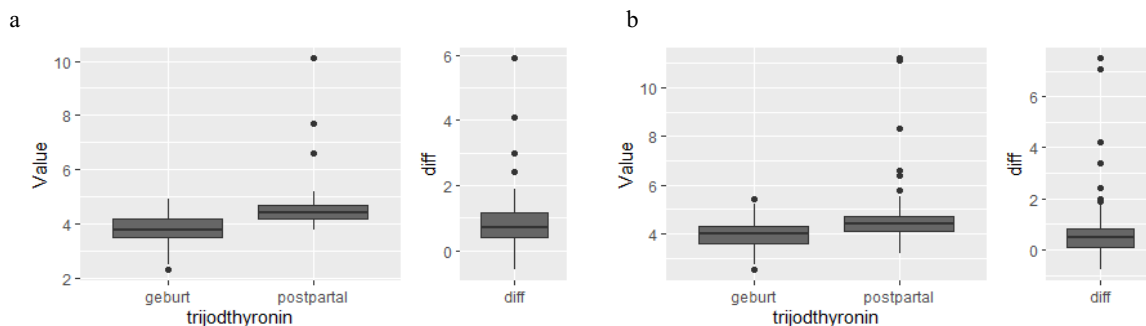 a
b
Value
10
8
6
4
2
geburt
postpartal
trijodthyronin
diff
6
4
2
0
diff
Value
10
8
6
4
geburt
postpartal
trijodthyronin
diff
6
4
2
0
diff